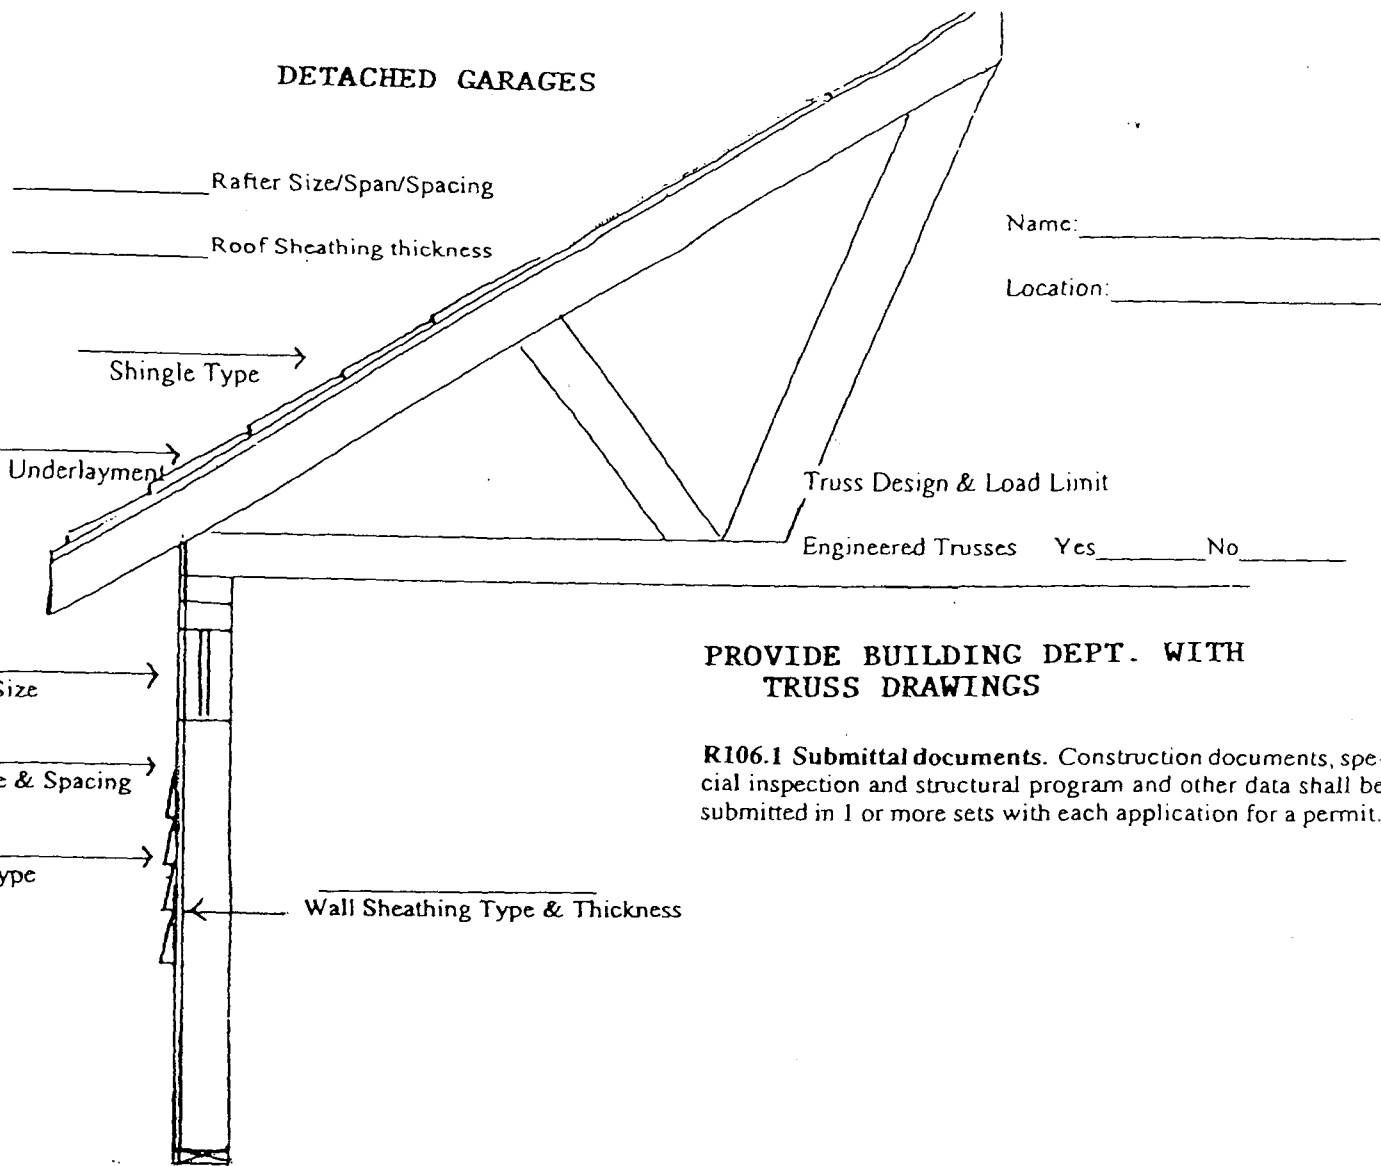 DETACHED GARAGES
Rafter Size/Span/Spacing
Roof Sheathing thickness
Name:
Location:
Shingle Type
Underlayment
Truss Design & Load Limit
Engineered Trusses Yes No
Size
& Spacing
PROVIDE BUILDING DEPT. WITH
TRUSS DRAWINGS
R106.1 Submittal documents. Construction documents, spe-
cial inspection and structural program and other data shall be
submitted in 1 or more sets with each application for a permit.
ype
Wall Sheathing Type & Thickness